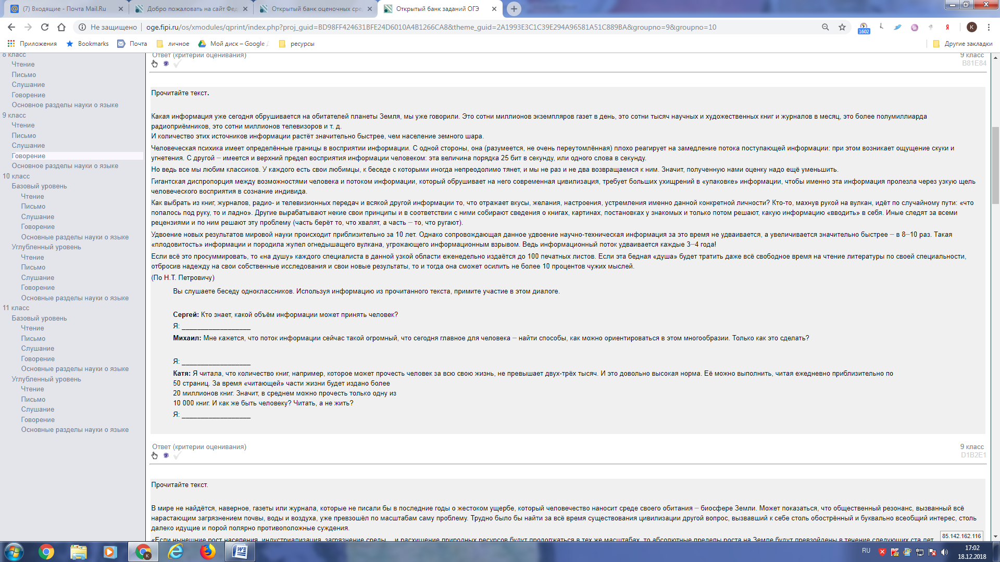 (7) Входящие - Почта Mail.Ru
Добро пожаловать на сайт Фед
Открытый банк оценочных сре
Открытый банк заданий ОГЭ
Не защищено
oge.fipi.ru/os/xmodules/qprint/index.php?proj_guid=BD98FF424631BFE24D6010A4B1266CA8&theme_guid=2A1993E3C1C39E294A96581A51C889BA&groupno=9&groupno=10
1602
Я
K
Приложения
Bookmarks
Почта
личное
Мой диск – Google
ресурсы
Другие закладки
8 класс
Чтение
Письмо
Слушание
Говорение
Основное разделы науки о языке
9 класс
Чтение
Письмо
Слушание
Говорение
Основное разделы науки о языке
10 класс
Базовый уровень
Чтение
Письмо
Слушание
Говорение
Основные разделы науки о языке
Углубленный уровень
Чтение
Письмо
Слушание
Говорение
Основные разделы науки о языке
11 класс
Базовый уровень
Чтение
Письмо
Слушание
Говорение
Основные разделы науки о языке
Углубленный уровень
Чтение
Письмо
Слушание
Говорение
Основные разделы науки о языке
Ответ (критерии оценивания)
9 класс
B81E84
Прочитайте текст.
Какая информация уже сегодня обрушивается на обитателей планеты Земля, мы уже говорили. Это сотни миллионов экземпляров газет в день, это сотни тысяч научных и художественных книг и журналов в месяц, это более полумиллиарда
радиоприёмников, это сотни миллионов телевизоров и т. д.
И количество этих источников информации растёт значительно быстрее, чем население земного шара.
Человеческая психика имеет определённые границы в восприятии информации. С одной стороны, она (разумеется, не очень переутомлённая) плохо реагирует на замедление потока поступающей информации: при этом возникает ощущение скуки и
угнетения. С другой – имеется и верхний предел восприятия информации человеком: эта величина порядка 25 бит в секунду, или одного слова в секунду.
Но ведь все мы любим классиков. У каждого есть свои любимцы, к беседе с которыми иногда непреодолимо тянет, и мы не раз и не два возвращаемся к ним. Значит, полученную нами оценку надо ещё уменьшить.
Гигантская диспропорция между возможностями человека и потоком информации, который обрушивает на него современная цивилизация, требует больших ухищрений в «упаковке» информации, чтобы именно эта информация пролезла через узкую щель
человеческого восприятия в сознание индивида.
Как выбрать из книг, журналов, радио- и телевизионных передач и всякой другой информации то, что отражает вкусы, желания, настроения, устремления именно данной конкретной личности? Кто-то, махнув рукой на вулкан, идёт по случайному пути: «что
попалось под руку, то и ладно». Другие вырабатывают некие свои принципы и в соответствии с ними собирают сведения о книгах, картинах, постановках у знакомых и только потом решают, какую информацию «вводить» в себя. Иные следят за всеми
рецензиями и по ним решают эту проблему (часть берёт то, что хвалят, а часть – то, что ругают).
Удвоение новых результатов мировой науки происходит приблизительно за 10 лет. Однако сопровождающая данное удвоение научно-техническая информация за это время не удваивается, а увеличивается значительно быстрее – в 8–10 раз. Такая
«плодовитость» информации и породила жупел огнедышащего вулкана, угрожающего информационным взрывом. Ведь информационный поток удваивается каждые 3–4 года!
Если всё это просуммировать, то «на душу» каждого специалиста в данной узкой области еженедельно издаётся до 100 печатных листов. Если эта бедная «душа» будет тратить даже всё свободное время на чтение литературы по своей специальности,
отбросив надежду на свои собственные исследования и свои новые результаты, то и тогда она сможет осилить не более 10 процентов чужих мыслей.
(По Н.Т. Петровичу)
Вы слушаете беседу одноклассников. Используя информацию из прочитанного текста, примите участие в этом диалоге.
Сергей: Кто знает, какой объём информации может принять человек?
Я: __________________
Михаил: Мне кажется, что поток информации сейчас такой огромный, что сегодня главное для человека – найти способы, как можно ориентироваться в этом многообразии. Только как это сделать?
Я: __________________
Катя: Я читала, что количество книг, например, которое может прочесть человек за всю свою жизнь, не превышает двух-трёх тысяч. И это довольно высокая норма. Её можно выполнить, читая ежедневно приблизительно по
50 страниц. За время «читающей» части жизни будет издано более
20 миллионов книг. Значит, в среднем можно прочесть только одну из
10 000 книг. И как же быть человеку? Читать, а не жить?
Я: __________________
Ответ (критерии оценивания)
9 класс
D1B2E1
Прочитайте текст.
В мире не найдётся, наверное, газеты или журнала, которые не писали бы в последние годы о жестоком ущербе, который человечество наносит среде своего обитания – биосфере Земли. Может показаться, что общественный резонанс, вызванный всё
нарастающим загрязнением почвы, воды и воздуха, уже превзошёл по масштабам саму проблему. Трудно было бы найти за всё время существования цивилизации другой вопрос, вызвавший к себе столь обострённый и буквально всеобщий интерес, столь
далеко идущие и порой полярно противоположные суждения.
«Если нынешние рост населения, индустриализация, загрязнение среды ... и расхищение природных ресурсов будут продолжаться в тех же масштабах, то абсолютные пределы роста на Земле будут превзойдены в течение следующих ста лет
85.142.162.116
RU
17:02
18.12.2018